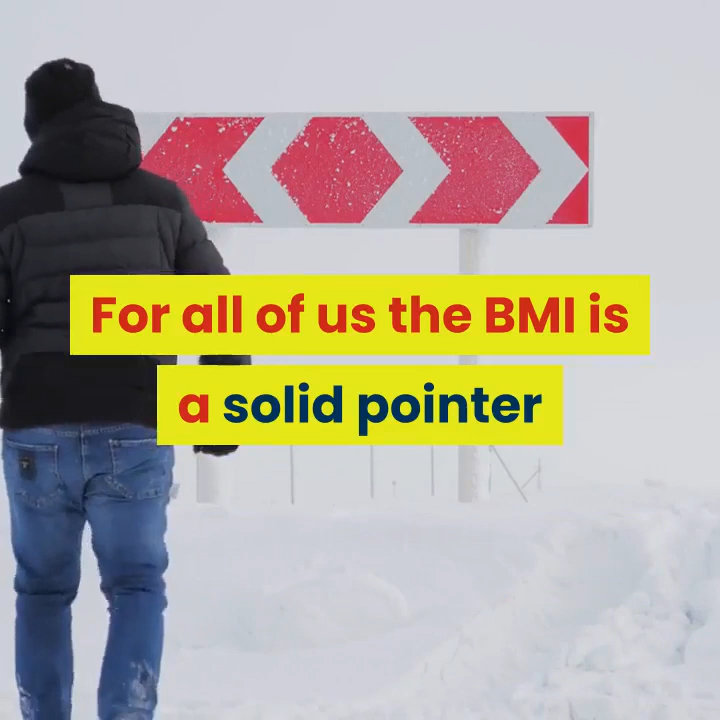 For all of us the BMI is
a solid pointer